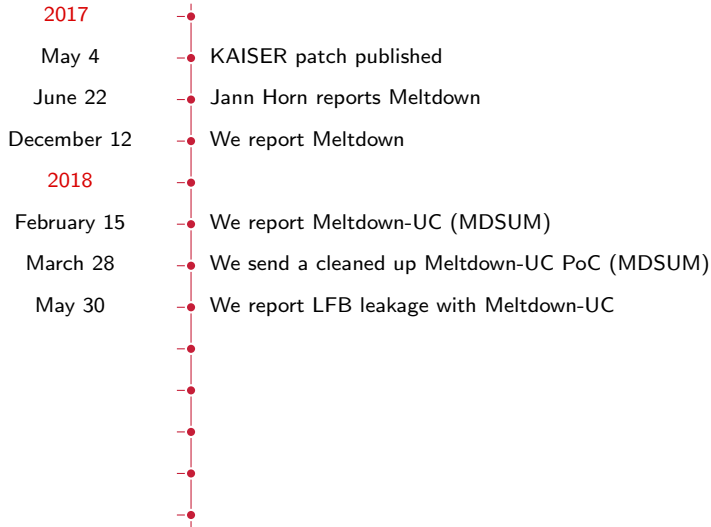 2017
May 4 KAISER patch published
June 22 Jann Horn reports Meltdown
December 12 We report Meltdown
2018
February 15 We report Meltdown-UC (MDSUM)
March 28 We send a cleaned up Meltdown-UC PoC (MDSUM)
May 30 We report LFB leakage with Meltdown-UC